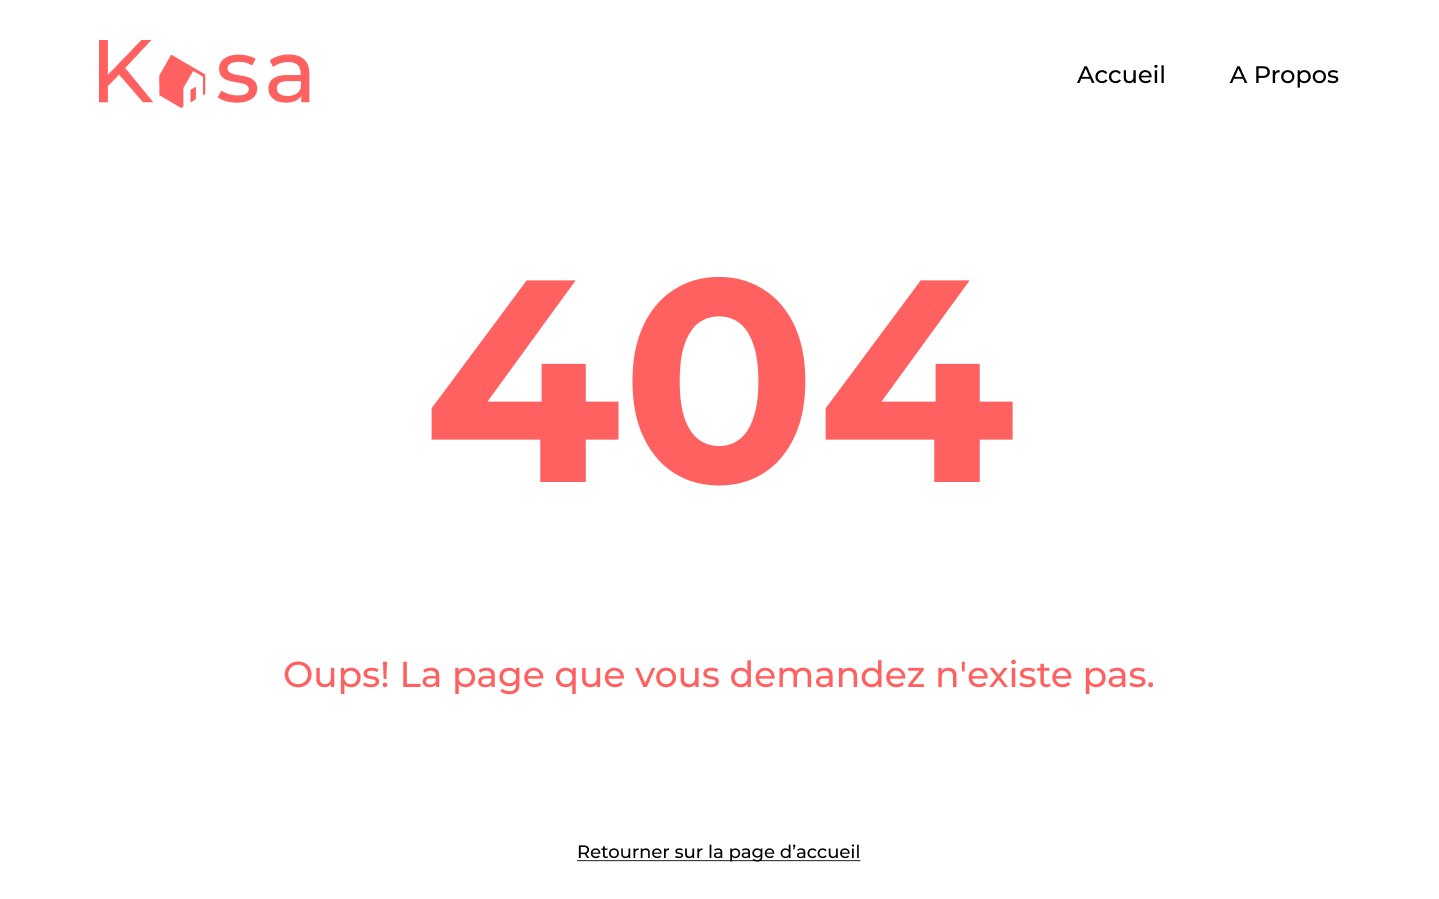 Kasa
Accueil
A Propos
404
Oups! La page que vous demandez n'existe pas.
Retourner sur la page d’accueil